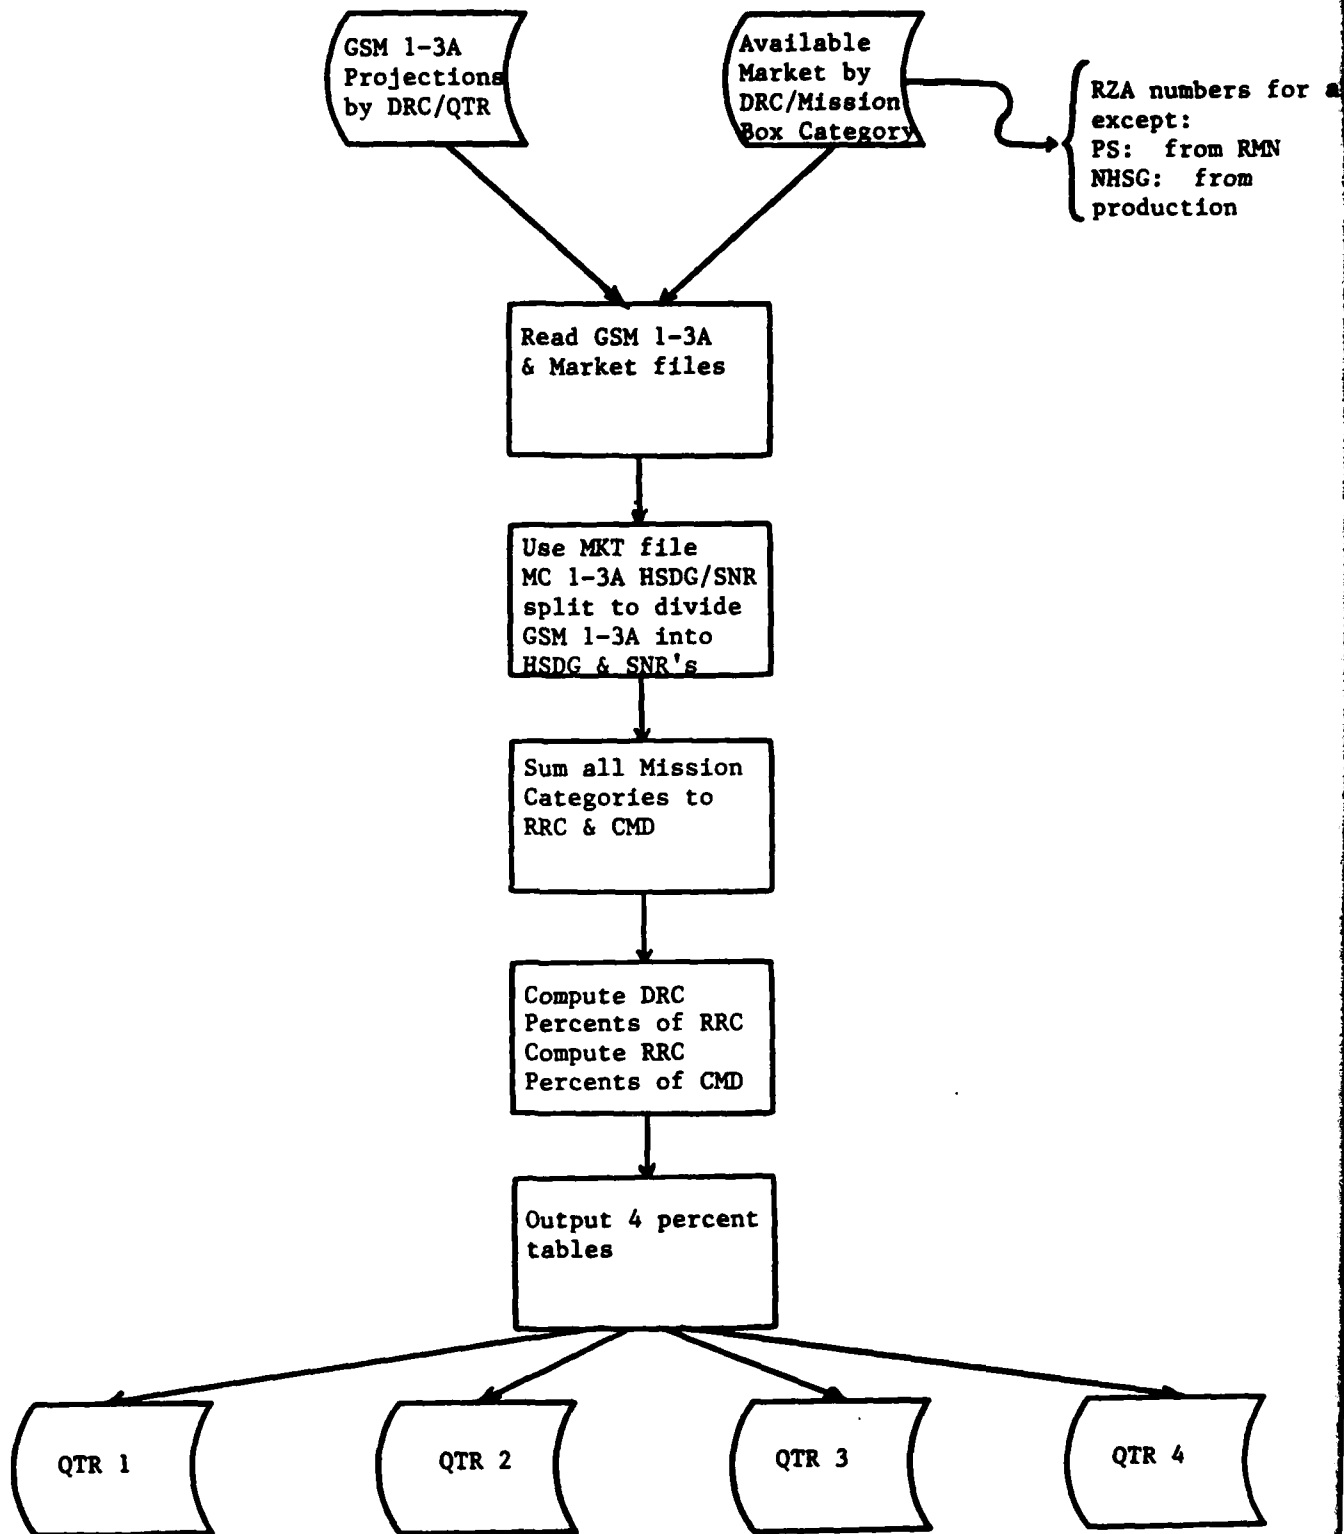 GSM 1-3A
Projections
by DRC/QTR
Available
Market by
DRC/Mission
Box Category
RZA numbers for
except:
PS: from RMN
NHSG: from
production
Read GSM 1-3A
& Market files
Use MKT file
MC 1-3A HSDG/SNR
split to divide
GSM 1-3A into
HSDG & SNR's
Sum all Mission
Categories to
RRC & CMD
Compute DRC
Percents of RRC
Compute RRC
Percents of CMD
Output 4 percent
tables
QTR 1
QTR 2
QTR 3
QTR 4